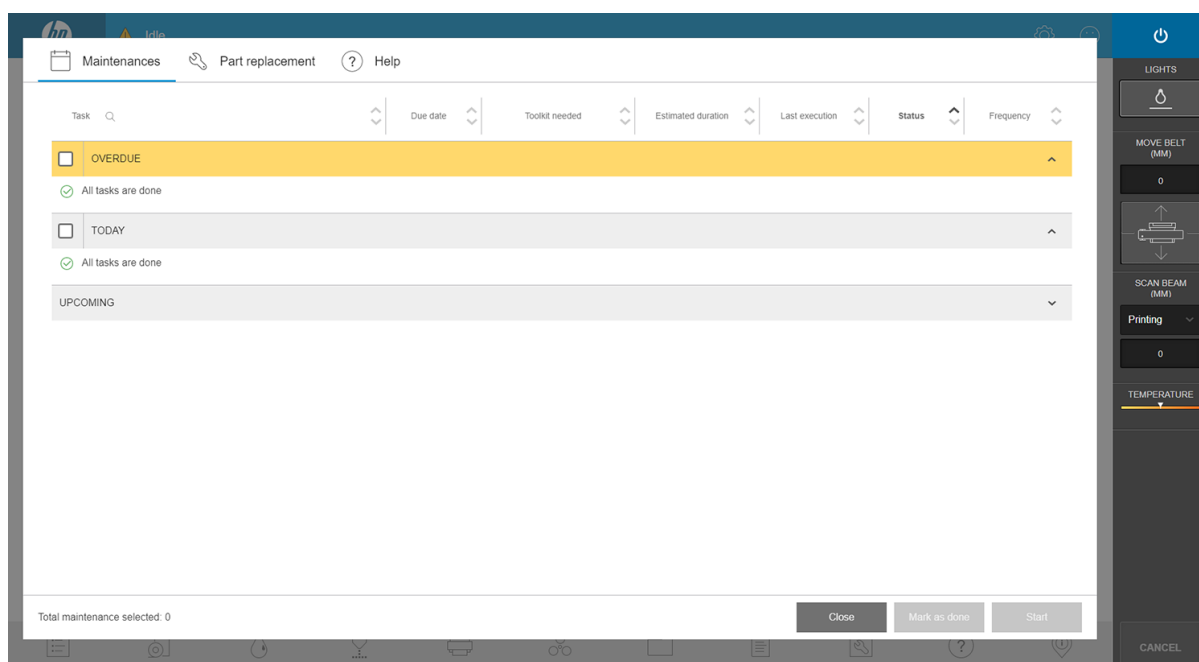 hp
Idle
Maintenances
Part replacement
? Help
Task
Due date
Toolkit needed
Estimated duration
Last execution
Status
Frequency
OVERDUE
All tasks are done
TODAY
All tasks are done
UPCOMING
Total maintenance selected: 0
Close
Mark as done
Start
LIGHTS
MOVE BELT
(MM)
0
SCAN BEAM
(MM)
Printing
0
TEMPERATURE
CANCEL